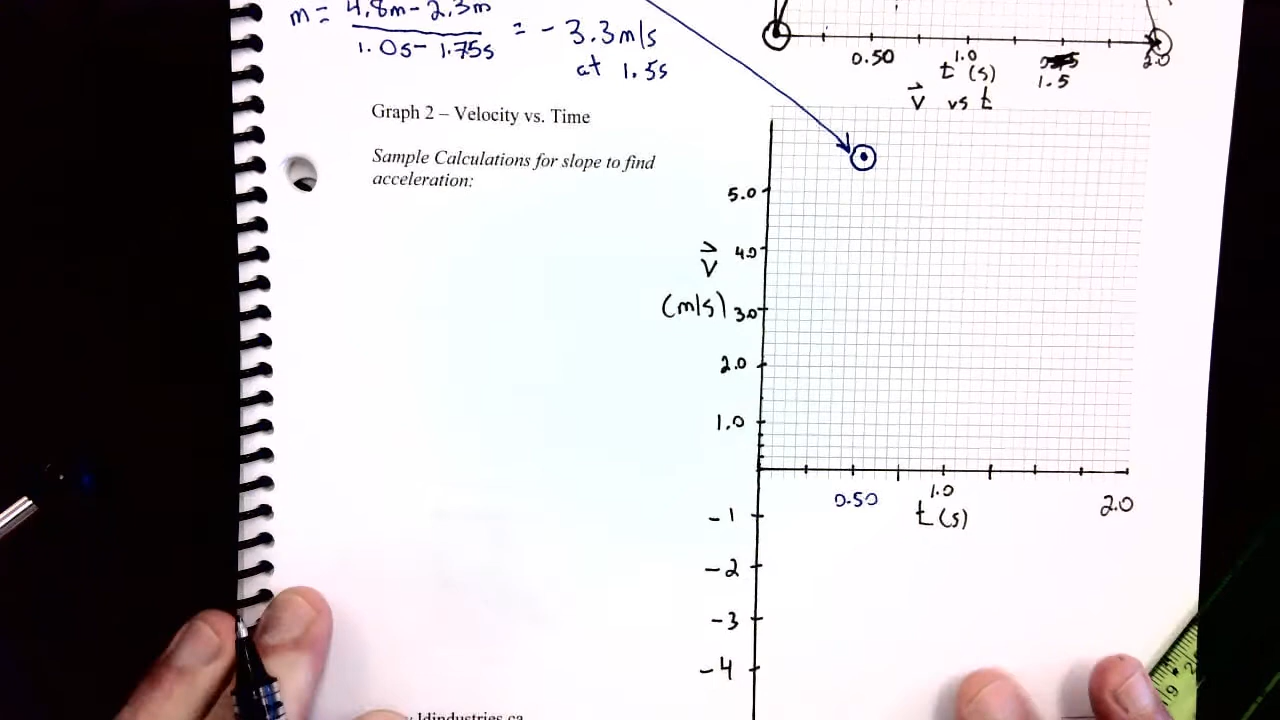 m = 4.8m - 2.3m
1.0s - 1.75s
= - 3.3 m/s
at 1.5s
0.50 1.0 2.0
t (s) 1.5
v vs t
Graph 2 – Velocity vs. Time
Sample Calculations for slope to find
acceleration:
5.0
4.0
v
(m/s) 3.0
2.0
1.0
0.50 1.0 2.0
t (s)
-1
-2
-3
-4
ldindustries.ca